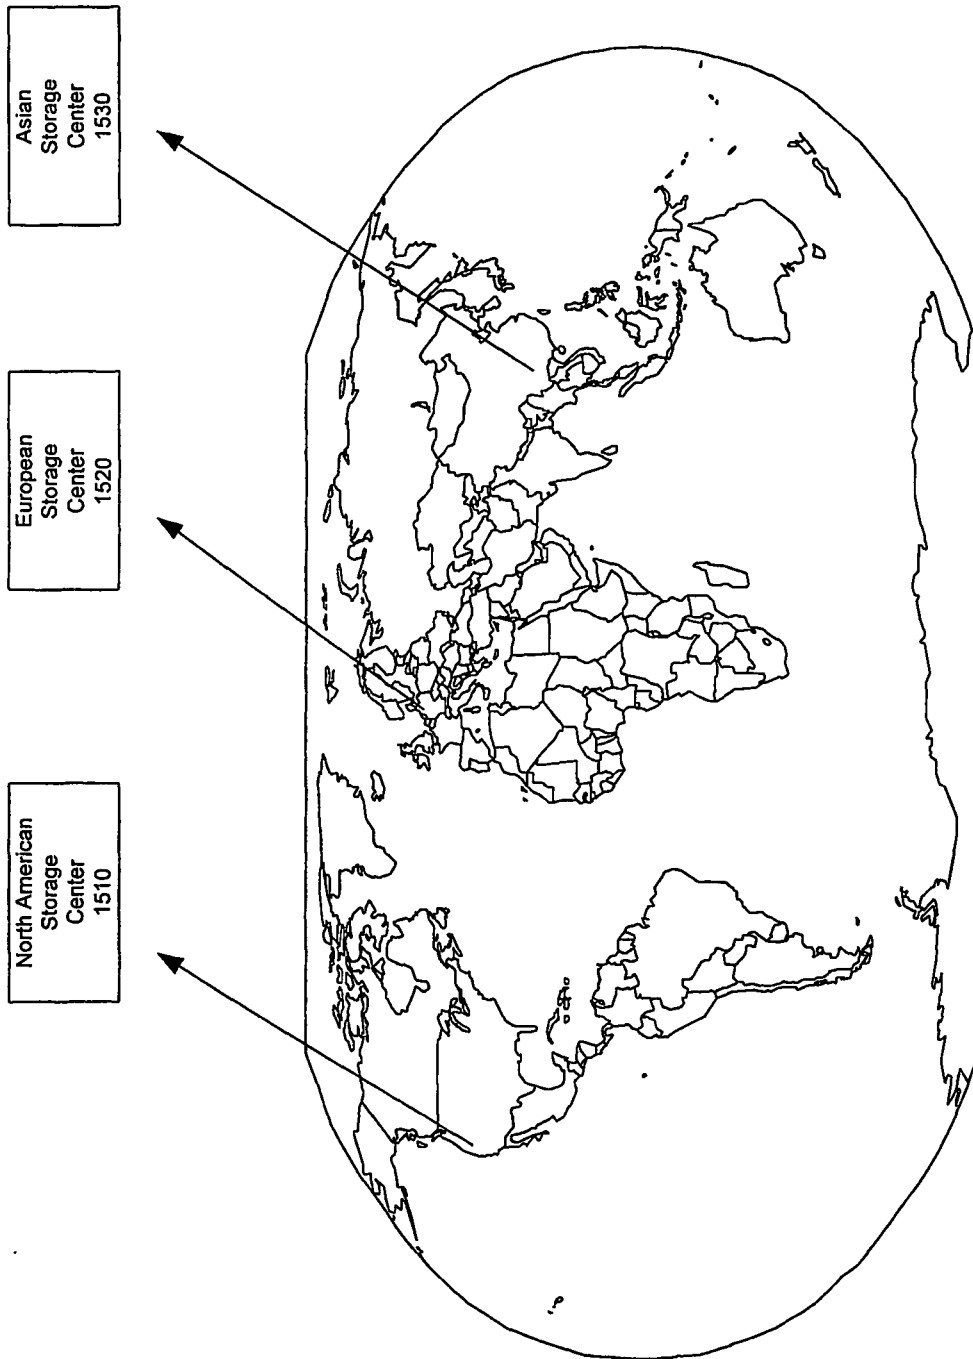 North American
Storage
Center
1510
European
Storage
Center
1520
Asian
Storage
Center
1530